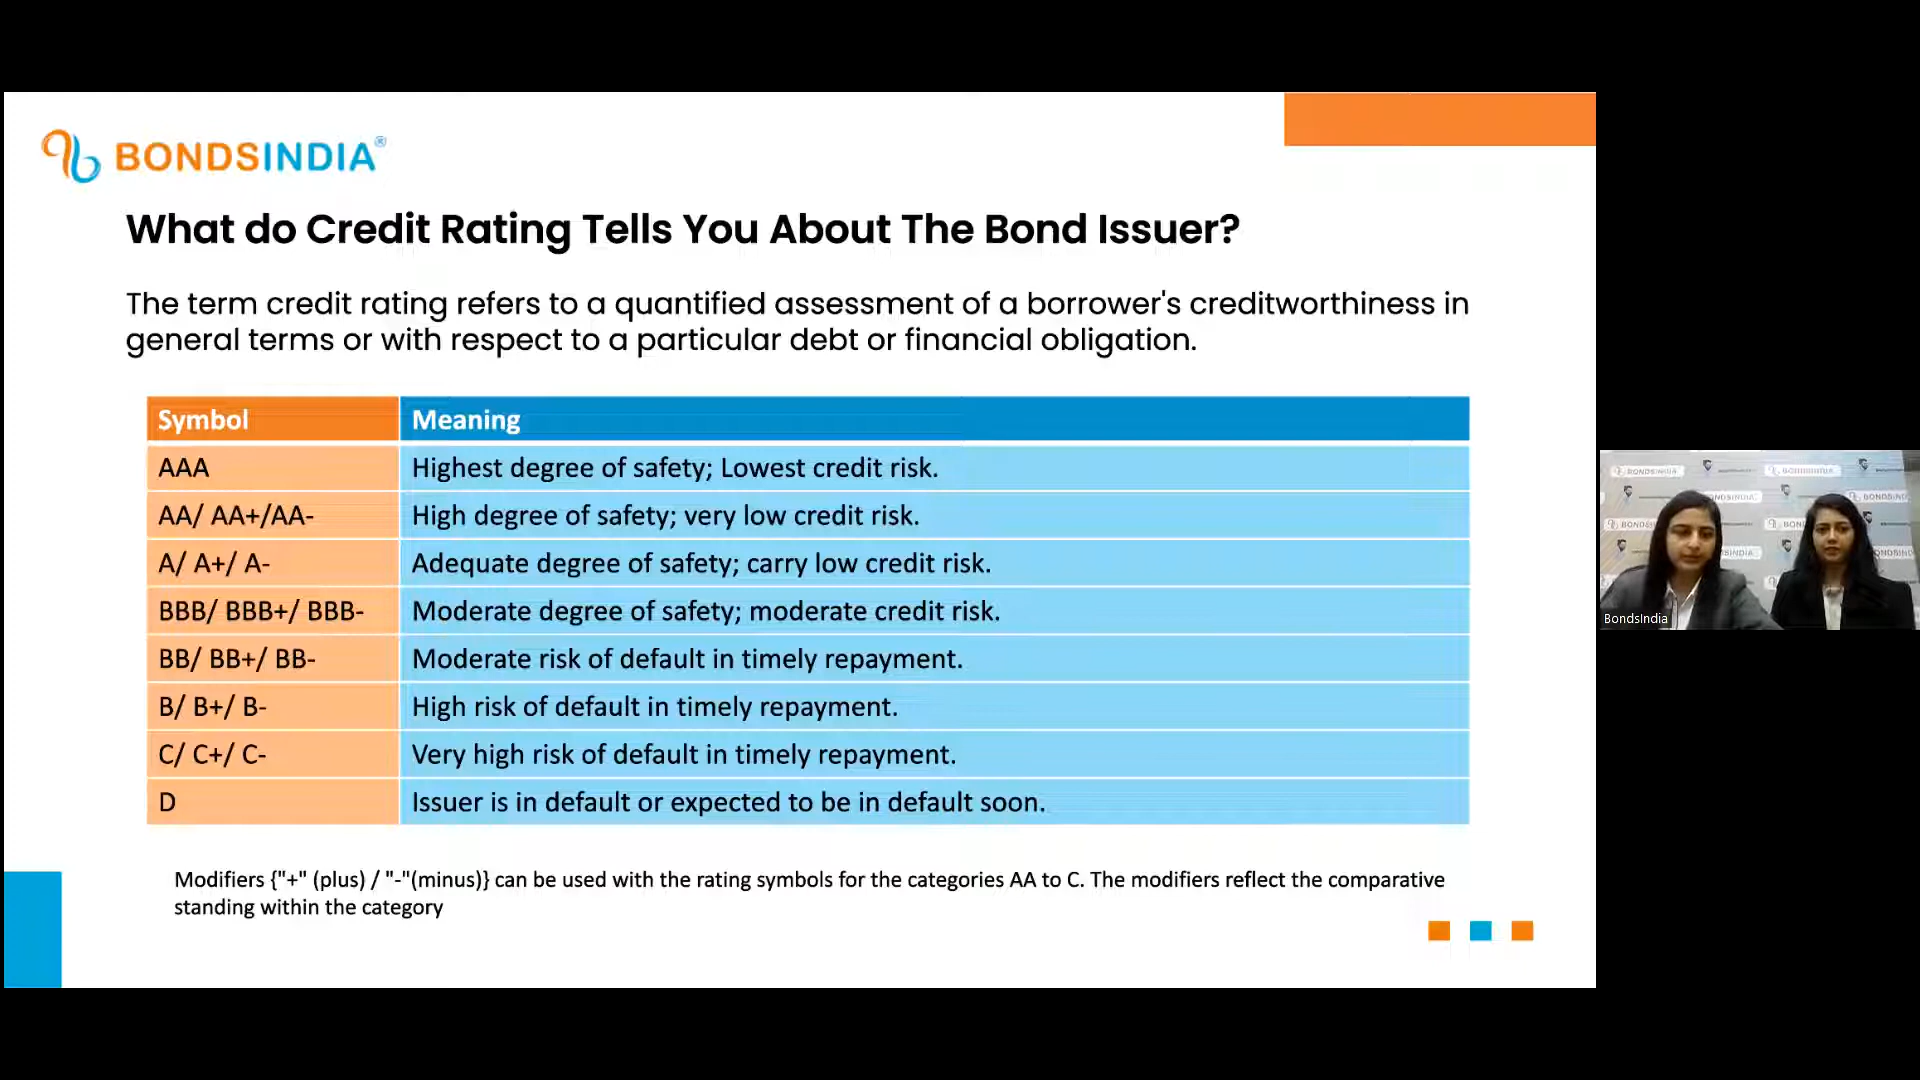 BONDSINDIA®
What do Credit Rating Tells You About The Bond Issuer?
The term credit rating refers to a quantified assessment of a borrower's creditworthiness in
general terms or with respect to a particular debt or financial obligation.
Symbol Meaning
AAA Highest degree of safety; Lowest credit risk.
AA/ AA+/AA- High degree of safety; very low credit risk.
A/ A+/ A- Adequate degree of safety; carry low credit risk.
BBB/ BBB+/ BBB- Moderate degree of safety; moderate credit risk.
BB/ BB+/ BB- Moderate risk of default in timely repayment.
B/ B+/ B- High risk of default in timely repayment.
C/ C+/ C- Very high risk of default in timely repayment.
D Issuer is in default or expected to be in default soon.
Modifiers {"+" (plus) / "-"(minus)} can be used with the rating symbols for the categories AA to C. The modifiers reflect the comparative
standing within the category
BONDSINDIA
BONDSINDIA
BondsIndia